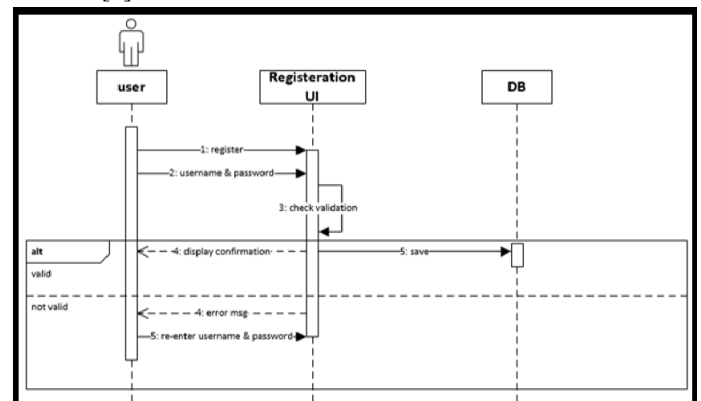 user
Registeration
UI
DB
1: register
2: username & password
3: check validation
alt
4: display confirmation
5: save
valid
not valid
4: error msg
5: re-enter username & password